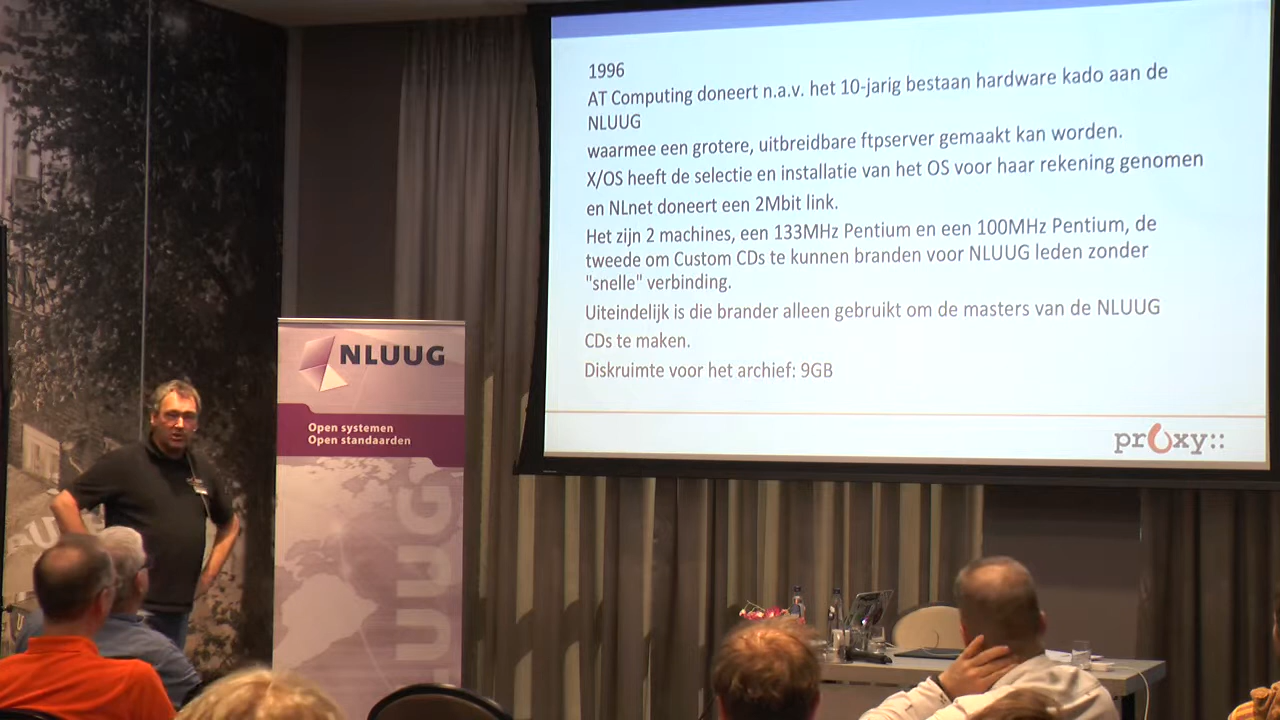 1996
AT Computing doneert n.a.v. het 10-jarig bestaan hardware kado aan de
NLUUG
waarmee een grotere, uitbreidbare ftpserver gemaakt kan worden.
X/OS heeft de selectie en installatie van het OS voor haar rekening genomen
en NLnet doneert een 2Mbit link.
Het zijn 2 machines, een 133MHz Pentium en een 100MHz Pentium, de
tweede om Custom CDs te kunnen branden voor NLUUG leden zonder
"snelle" verbinding.
Uiteindelijk is die brander alleen gebruikt om de masters van de NLUUG
CDs te maken.
Diskruimte voor het archief: 9GB
prOxy::
NLUUG
Open systemen
Open standaarden
UUG